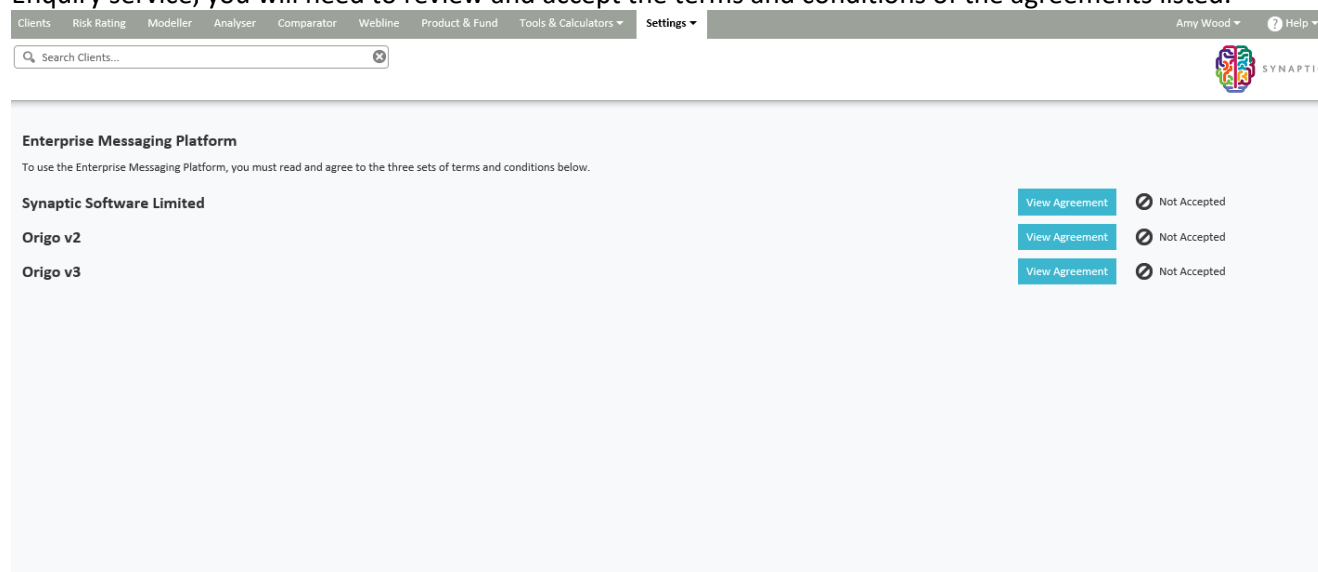 Enquiry service, you will need to review and accept the terms and conditions of the agreements listed.
Clients Risk Rating Modeller Analyser Comparator Webline Product & Fund Tools & Calculators Settings Amy Wood ? Help
Search Clients...
SYNAPTI
Enterprise Messaging Platform
To use the Enterprise Messaging Platform, you must read and agree to the three sets of terms and conditions below.
Synaptic Software Limited View Agreement Not Accepted
Origo v2 View Agreement Not Accepted
Origo v3 View Agreement Not Accepted